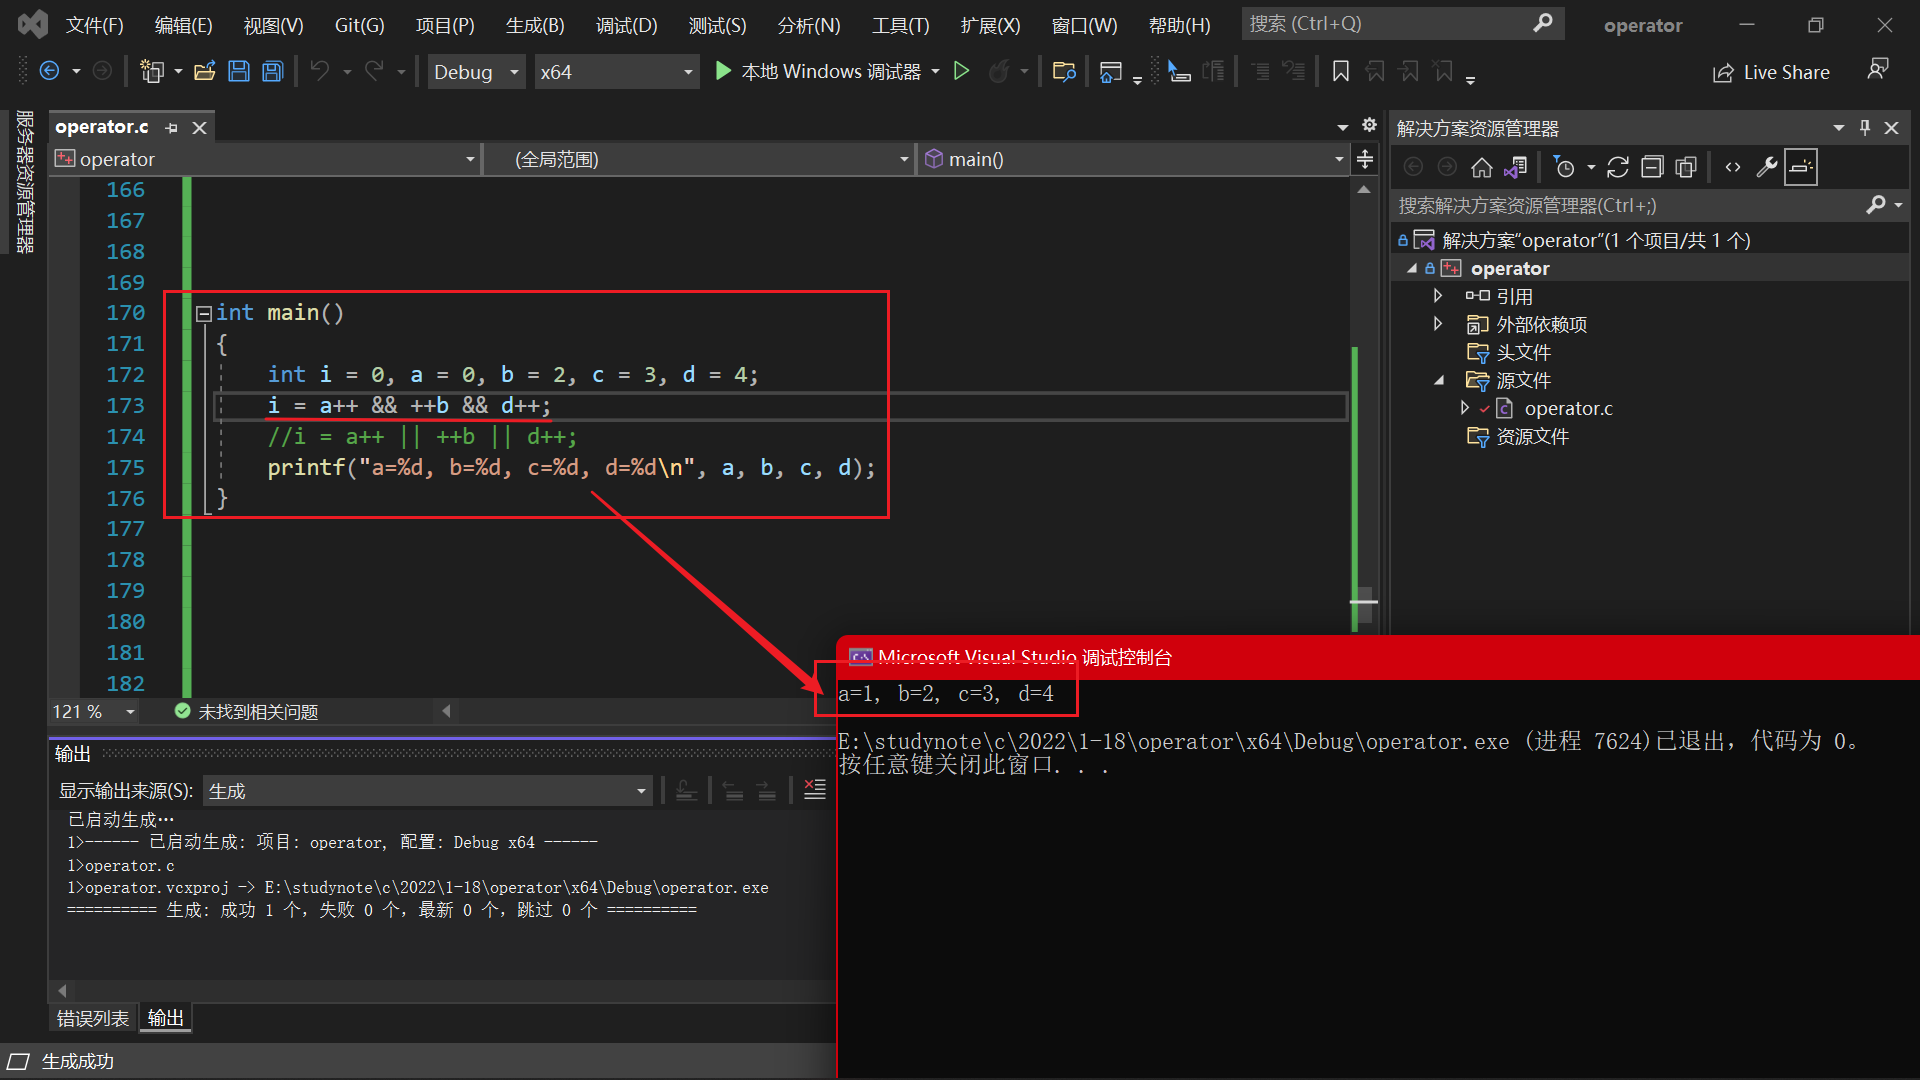 文件(F) 编辑(E) 视图(V) Git(G) 项目(P) 生成(B) 调试(D) 测试(S) 分析(N) 工具(T) 扩展(X) 窗口(W) 帮助(H) 搜索 (Ctrl+Q) operator
Debug x64 本地 Windows 调试器 Live Share
服务器资源管理器
operator.c
operator (全局范围) main()
166
167
168
169
170 int main()
171 {
172 int i = 0, a = 0, b = 2, c = 3, d = 4;
173 i = a++ && ++b && d++;
174 //i = a++ || ++b || d++;
175 printf("a=%d, b=%d, c=%d, d=%d\n", a, b, c, d);
176 }
177
178
179
180
181
182
121 % 未找到相关问题
解决方案资源管理器
搜索解决方案资源管理器(Ctrl+;)
解决方案“operator”(1 个项目/共 1 个)
operator
引用
外部依赖项
头文件
源文件
operator.c
资源文件
输出
显示输出来源(S): 生成
已启动生成…
1>------ 已启动生成: 项目: operator, 配置: Debug x64 ------
1>operator.c
1>operator.vcxproj -> E:\studynote\c\2022\1-18\operator\x64\Debug\operator.exe
========== 生成: 成功 1 个，失败 0 个，最新 0 个，跳过 0 个 ==========
错误列表 输出
生成成功
Microsoft Visual Studio 调试控制台
a=1, b=2, c=3, d=4
E:\studynote\c\2022\1-18\operator\x64\Debug\operator.exe (进程 7624)已退出，代码为 0。
按任意键关闭此窗口. . .